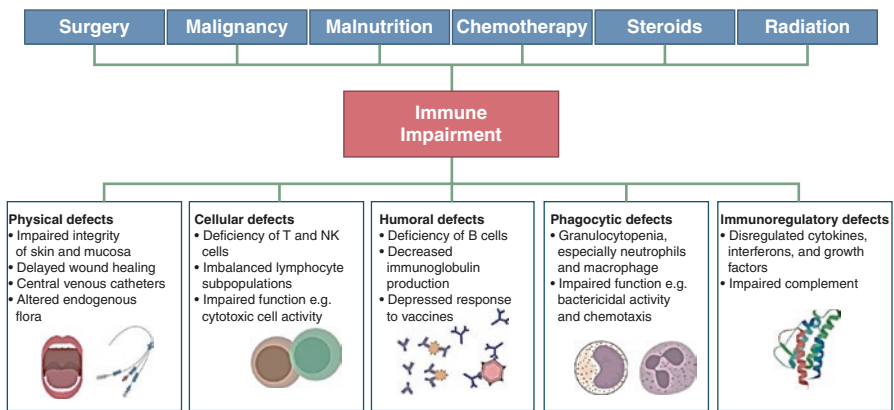 Surgery
Malignancy
Malnutrition
Chemotherapy
Steroids
Radiation
Immune
Impairment
Physical defects
• Impaired integrity
of skin and mucosa
• Delayed wound healing
• Central venous catheters
• Altered endogenous
flora
Cellular defects
• Deficiency of T and NK
cells
• Imbalanced lymphocyte
subpopulations
• Impaired function e.g.
cytotoxic cell activity
Humoral defects
• Deficiency of B cells
• Decreased
immunoglobulin
production
• Depressed response
to vaccines
Phagocytic defects
• Granulocytopenia,
especially neutrophils
and macrophage
• Impaired function e.g.
bactericidal activity
and chemotaxis
Immunoregulatory defects
• Disregulated cytokines,
interferons, and growth
factors
• Impaired complement